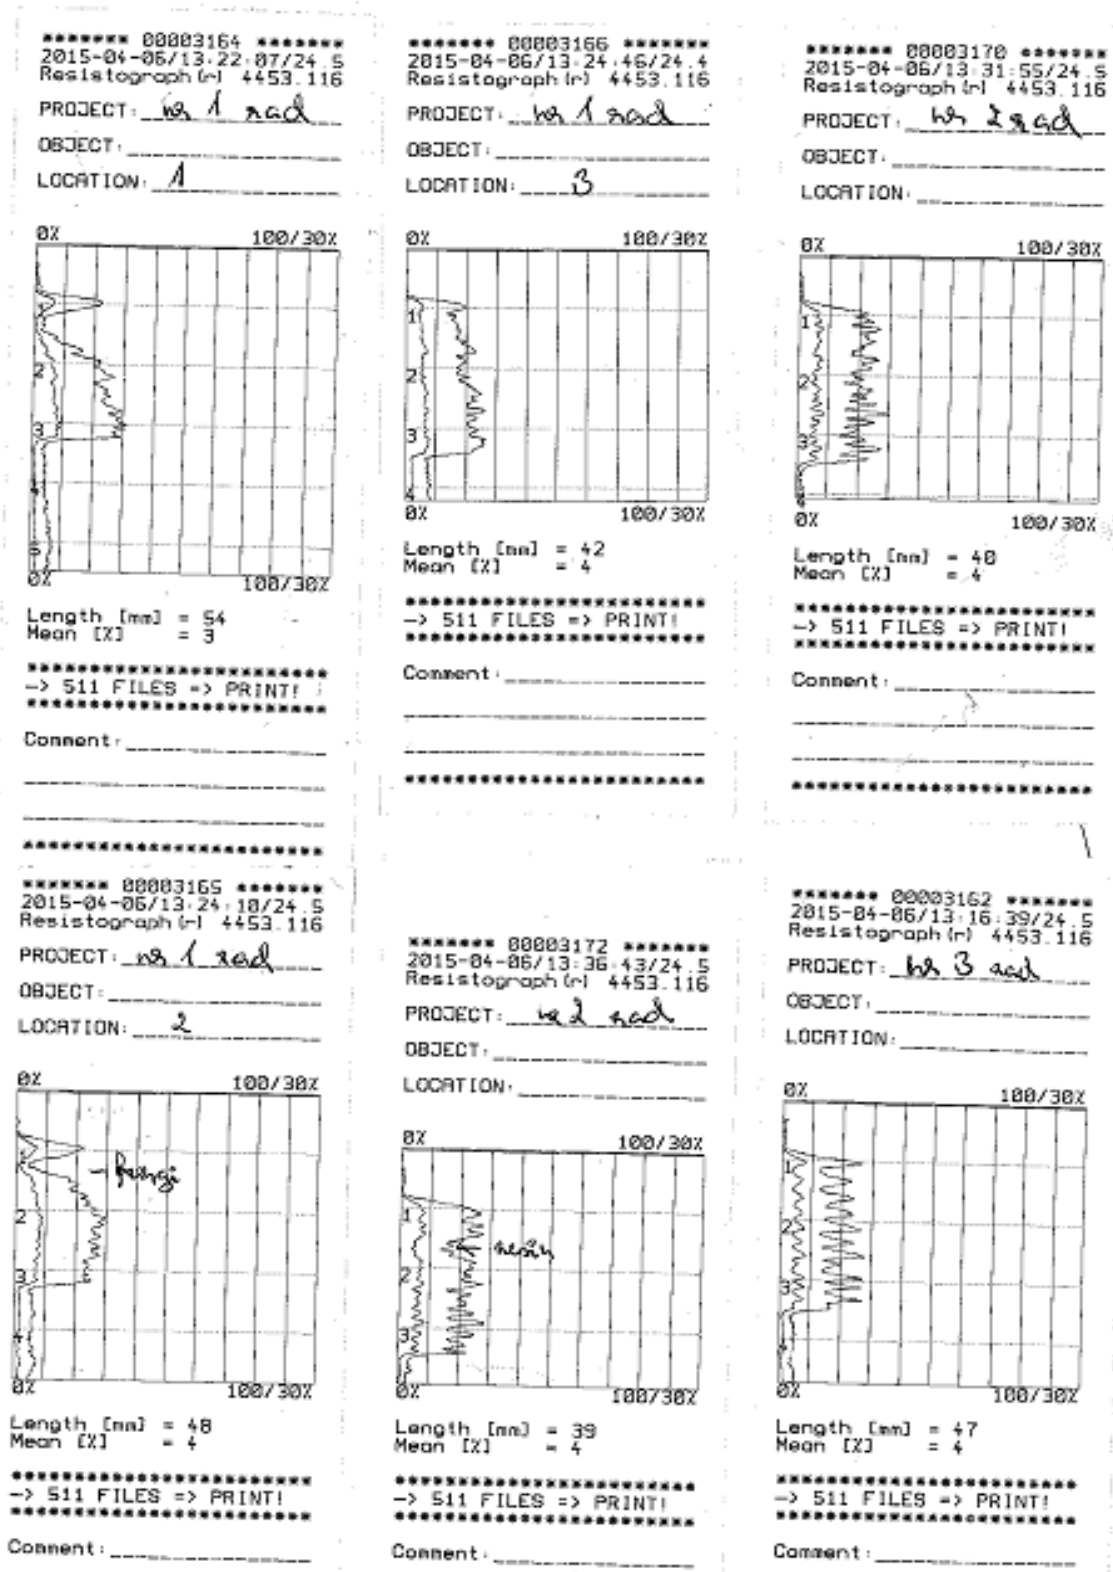 ******* 00003164 *******
2015-04-06/13:22:07/24.5
Resistograph(r) 4453.116
PROJECT: nr 1 rad
OBJECT:
LOCATION: 1
0% 100/30%
2
3
4
5
0% 100/30%
Length [mm] = 54
Mean [%] = 3
************************
-> 511 FILES => PRINT!
************************
Comment:
************************
******* 00003166 *******
2015-04-06/13:24:46/24.4
Resistograph(r) 4453.116
PROJECT: nr 1 rad
OBJECT:
LOCATION: 3
0% 100/30%
1
2
3
4
0% 100/30%
Length [mm] = 42
Mean [%] = 4
************************
-> 511 FILES => PRINT!
************************
Comment:
************************
******* 00003170 *******
2015-04-06/13:31:55/24.5
Resistograph(r) 4453.116
PROJECT: nr 2 rad
OBJECT:
LOCATION:
0% 100/30%
1
2
3
0% 100/30%
Length [mm] = 40
Mean [%] = 4
************************
-> 511 FILES => PRINT!
************************
Comment:
************************
******* 00003165 *******
2015-04-06/13:24:10/24.5
Resistograph(r) 4453.116
PROJECT: nr 1 rad
OBJECT:
LOCATION: 2
0% 100/30%
2
3
4
0% 100/30%
Length [mm] = 48
Mean [%] = 4
************************
-> 511 FILES => PRINT!
************************
Comment:
******* 00003172 *******
2015-04-06/13:36:43/24.5
Resistograph(r) 4453.116
PROJECT: nr 2 rad
OBJECT:
LOCATION:
0% 100/30%
1
2
3
0% 100/30%
Length [mm] = 39
Mean [%] = 4
************************
-> 511 FILES => PRINT!
************************
Comment:
******* 00003162 *******
2015-04-06/13:16:39/24.5
Resistograph(r) 4453.116
PROJECT: nr 3 rad
OBJECT:
LOCATION:
0% 100/30%
1
2
3
0% 100/30%
Length [mm] = 47
Mean [%] = 4
************************
-> 511 FILES => PRINT!
************************
Comment: